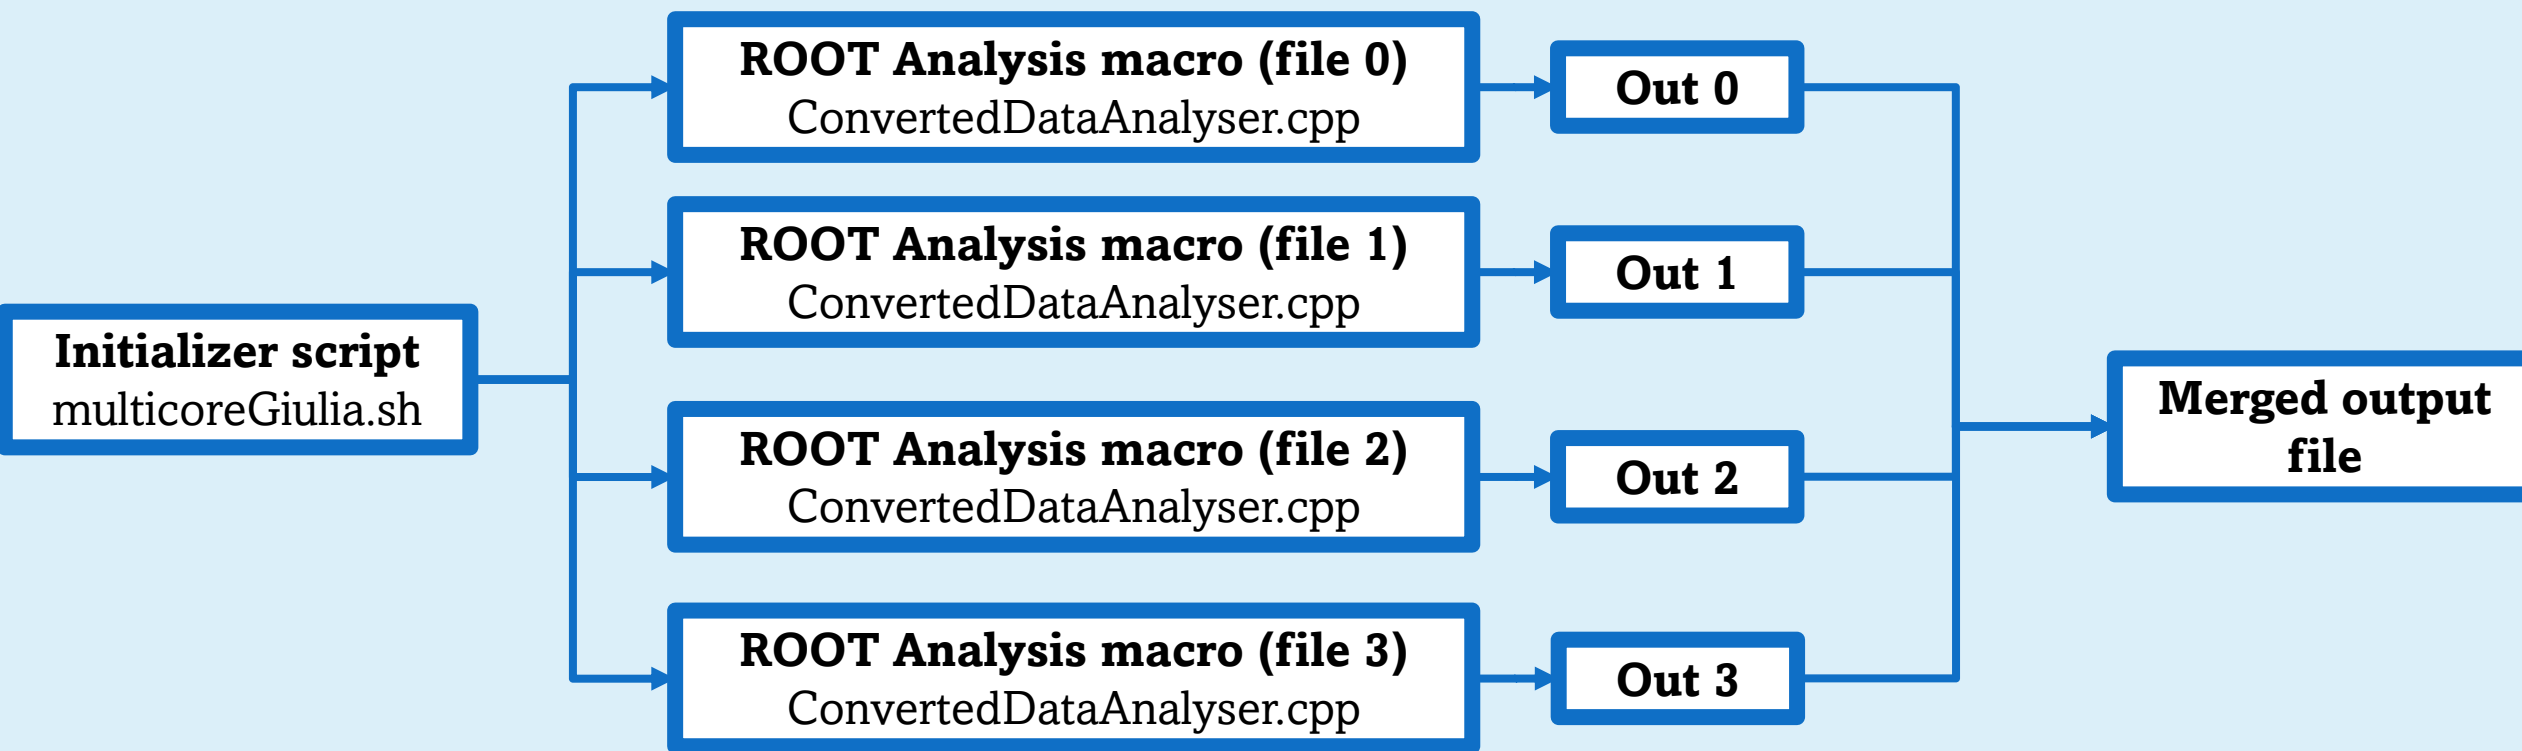 Initializer script
multicoreGiulia.sh
ROOT Analysis macro (file 0)
ConvertedDataAnalyser.cpp
Out 0
ROOT Analysis macro (file 1)
ConvertedDataAnalyser.cpp
Out 1
ROOT Analysis macro (file 2)
ConvertedDataAnalyser.cpp
Out 2
ROOT Analysis macro (file 3)
ConvertedDataAnalyser.cpp
Out 3
Merged output
file